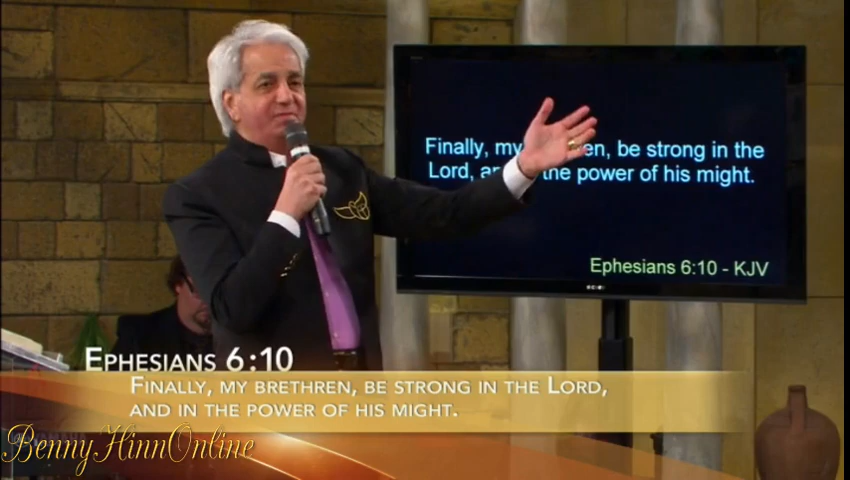 Finally, my en, be strong in the
Lord, the power of his might.
Ephesians 6:10 - KJV
EPHESIANS 6:10
FINALLY, MY BRETHREN, BE STRONG IN THE LORD,
AND IN THE POWER OF HIS MIGHT.
BennyHinnOnline